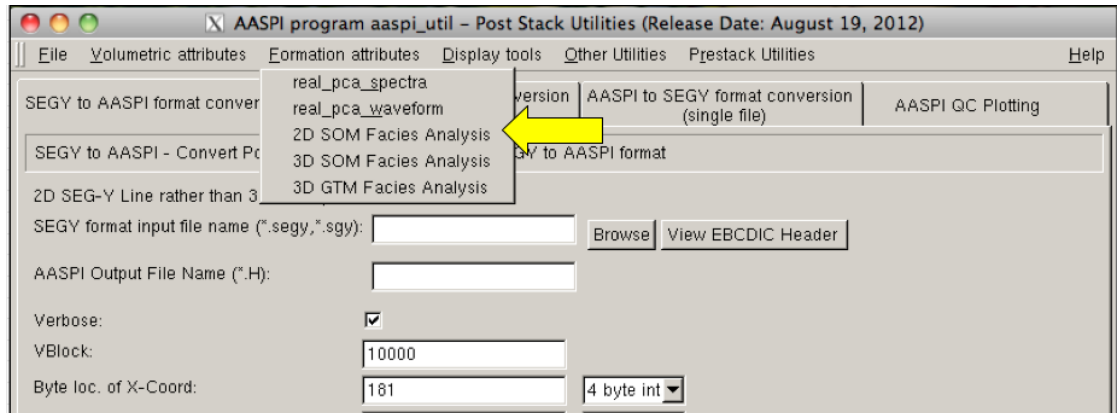 AASPI program aaspi_util – Post Stack Utilities (Release Date: August 19, 2012)
File Volumetric attributes Formation attributes Display tools Other Utilities Prestack Utilities Help
real_pca_spectra
real_pca_waveform
2D SOM Facies Analysis
3D SOM Facies Analysis
3D GTM Facies Analysis
SEGY to AASPI format conver version AASPI to SEGY format conversion AASPI QC Plotting
(single file)
SEGY to AASPI - Convert Po GY to AASPI format
2D SEG-Y Line rather than 3
SEGY format input file name (*.segy,*.sgy): Browse View EBCDIC Header
AASPI Output File Name (*.H):
Verbose:
VBlock: 10000
Byte loc. of X-Coord: 181 4 byte int